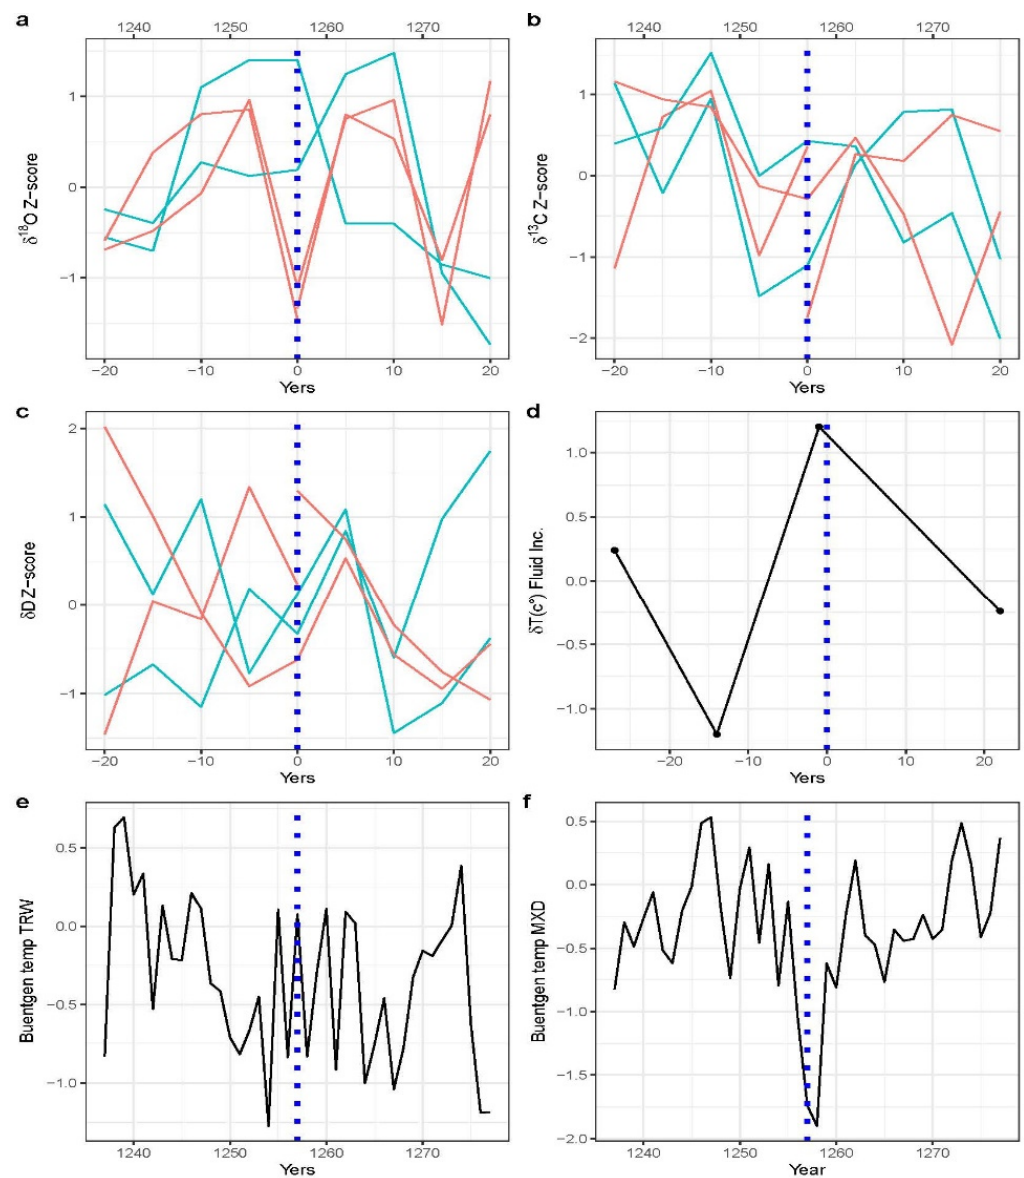 a
1240 1250 1260 1270
1
0
−1
δ¹⁸O Z−score
−20 −10 0 10 20
Yers
b
1240 1250 1260 1270
1
0
−1
−2
δ¹³C Z−score
−20 −10 0 10 20
Yers
c
2
1
0
−1
δDZ−score
−20 −10 0 10 20
Yers
d
1.0
0.5
0.0
−0.5
−1.0
δT(c°) Fluid Inc.
−20 −10 0 10 20
Yers
e
0.5
0.0
−0.5
−1.0
Buentgen temp TRW
1240 1250 1260 1270
Yers
f
0.5
0.0
−0.5
−1.0
−1.5
−2.0
Buentgen temp MXD
1240 1250 1260 1270
Year